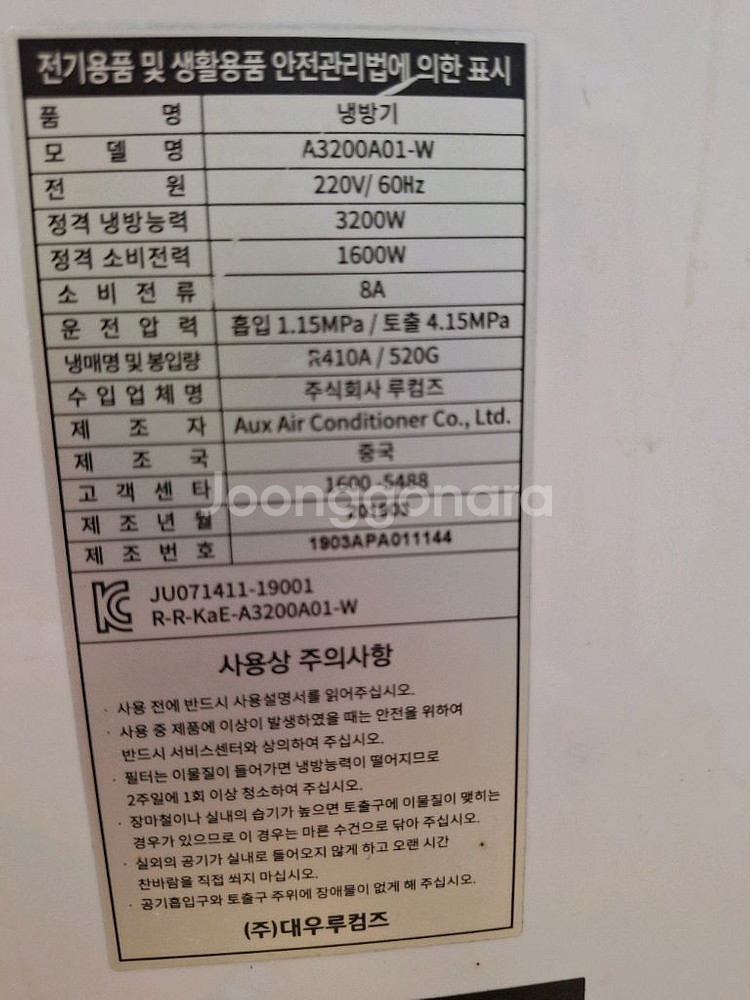 전기용품 및 생활용품 안전관리법에 의한 표시
품 명 냉방기
모 델 명 A3200A01-W
전 원 220V/ 60Hz
정격 냉방능력 3200W
정격 소비전력 1600W
소 비 전 류 8A
운 전 압 력 흡입 1.15MPa / 토출 4.15MPa
냉매명 및 봉입량 R410A / 520G
수 입 업 체 명 주식회사 루컴즈
제 조 자 Aux Air Conditioner Co., Ltd.
제 조 국 중국
고 객 센 타 1600 -5488
제 조 년 월 201903
제 조 번 호 1903APA011144
Joonggonara
KC JU071411-19001
R-R-KaE-A3200A01-W
사용상 주의사항
· 사용 전에 반드시 사용설명서를 읽어주십시오.
· 사용 중 제품에 이상이 발생하였을 때는 안전을 위하여
반드시 서비스센터와 상의하여 주십시오.
· 필터는 이물질이 들어가면 냉방능력이 떨어지므로
2주일에 1회 이상 청소하여 주십시오.
· 장마철이나 실내의 습기가 높으면 토출구에 이물질이 맺히는
경우가 있으므로 이 경우는 마른 수건으로 닦아 주십시오.
· 실외의 공기가 실내로 들어오지 않게 하고 오랜 시간
찬바람을 직접 쐬지 마십시오.
· 공기흡입구와 토출구 주위에 장애물이 없게 해 주십시오.
(주)대우루컴즈